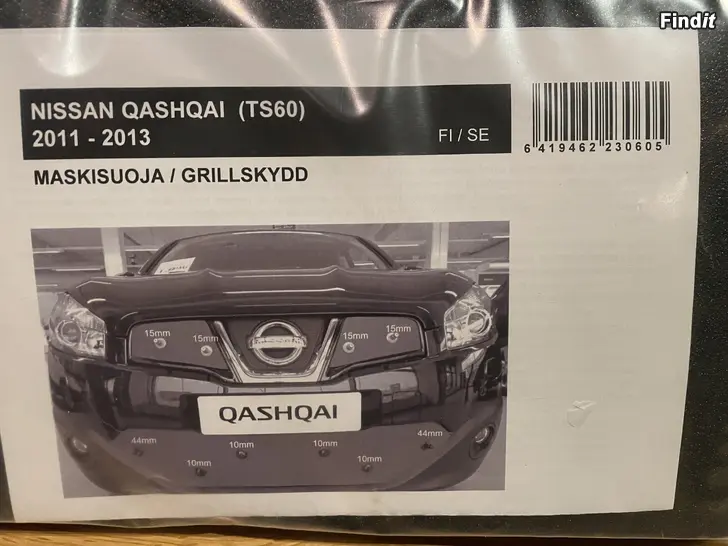 Findit
NISSAN QASHQAI (TS60)
2011 - 2013
FI / SE
6 419462 230605
MASKISUOJA / GRILLSKYDD
15mm
15mm
15mm
15mm
QASHQAI
44mm
10mm
10mm
10mm
10mm
44mm